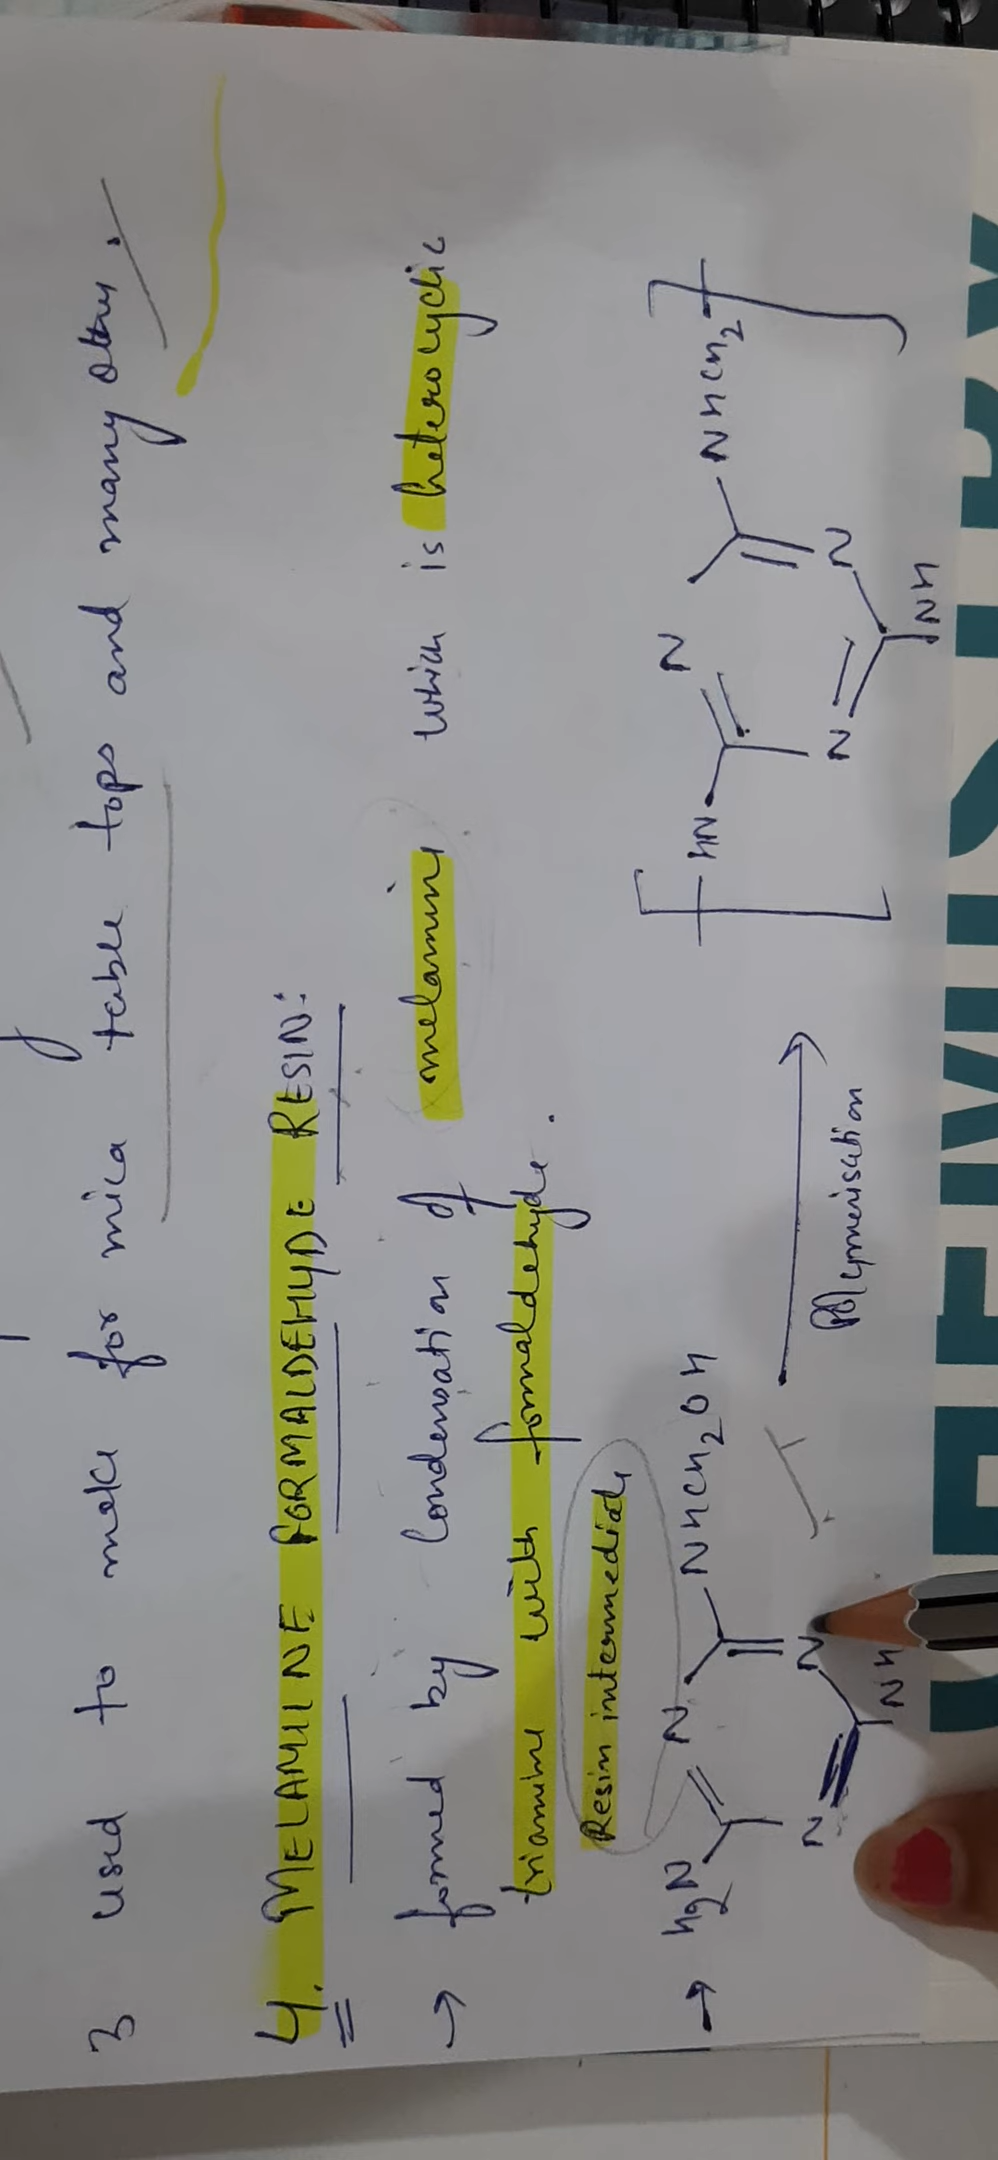 3 used to make for mica table tops and many other.
4. MELAMINE FORMALDEHYDE RESIN:
→ formed by Condensation of melamine which is heterocyclic
triamine with formaldehyde.
Resin intermediate
→ H2N N NHCH2OH HN N NHCH2
N N N N
NH NH
Polymerisation